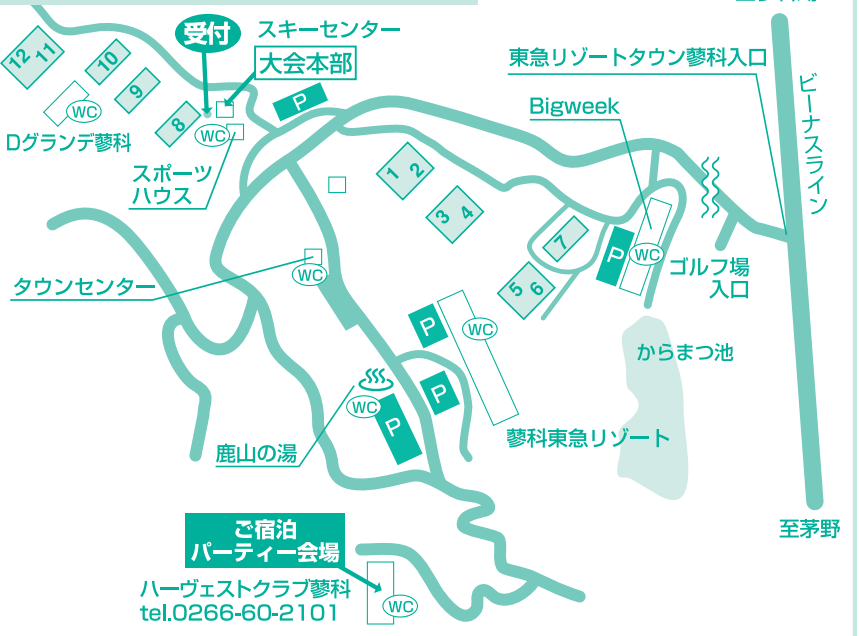 受付
スキーセンター
大会本部
東急リゾートタウン蓼科入口
ビーナスライン
Bigweek
12 11
10
9
8
WC
Dグランデ蓼科
WC
P
スポーツ
ハウス
1 2
3 4
7
5 6
P
WC
ゴルフ場
入口
タウンセンター
WC
からまつ池
P
WC
P
蓼科東急リゾート
WC
P
鹿山の湯
至茅野
ご宿泊
パーティー会場
ハーヴェストクラブ蓼科
tel.0266-60-2101
WC